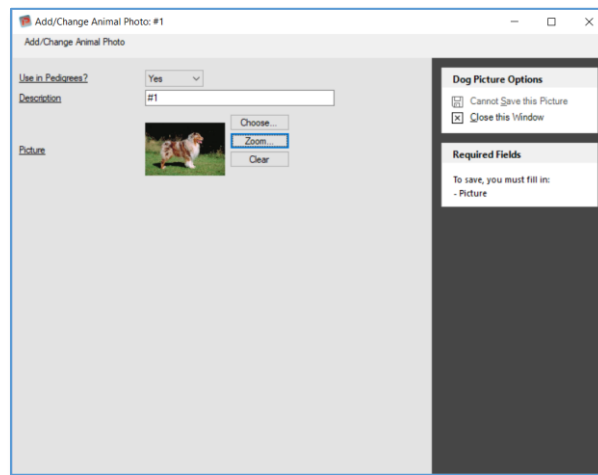 Add/Change Animal Photo: #1
Add/Change Animal Photo
Use in Pedigrees?
Yes
Description
#1
Picture
Choose...
Zoom...
Clear
Dog Picture Options
Cannot Save this Picture
Close this Window
Required Fields
To save, you must fill in:
- Picture